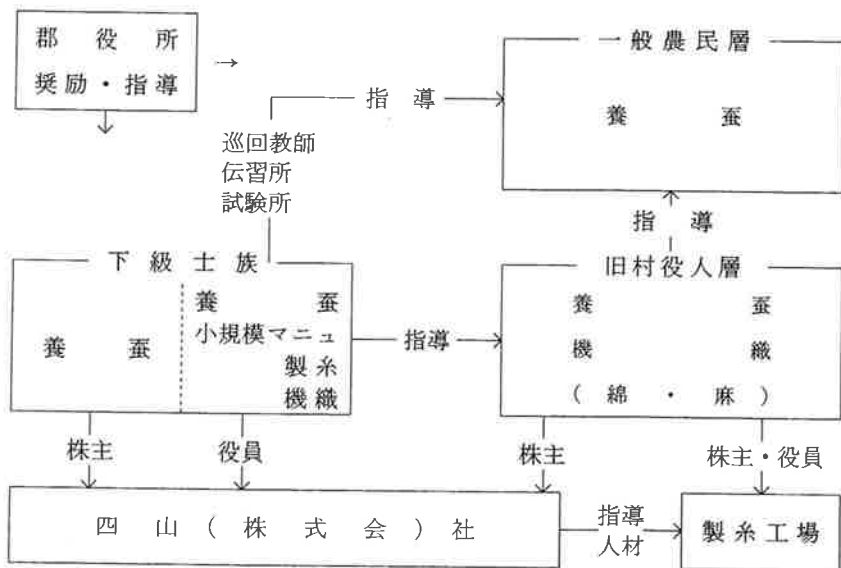 郡役所
奨励・指導
→
一般農民層
養蚕
指導
巡回教師
伝習所
試験所
指導
下級士族
養蚕
養蚕
小規模マニュ
製糸
機織
指導
旧村役人層
養蚕
機織
(綿・麻)
株主
役員
株主
株主・役員
四山(株式会)社
指導
人材
製糸工場